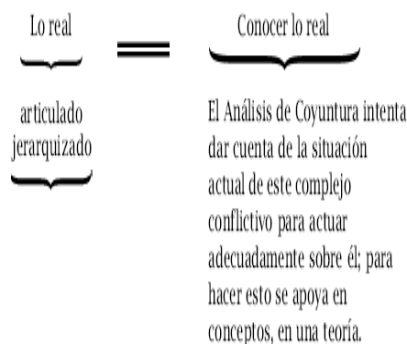 Lo real
articulado
jerarquizado
Conocer lo real
El Análisis de Coyuntura intenta
dar cuenta de la situación
actual de este complejo
conflictivo para actuar
adecuadamente sobre él; para
hacer esto se apoya en
conceptos, en una teoría.